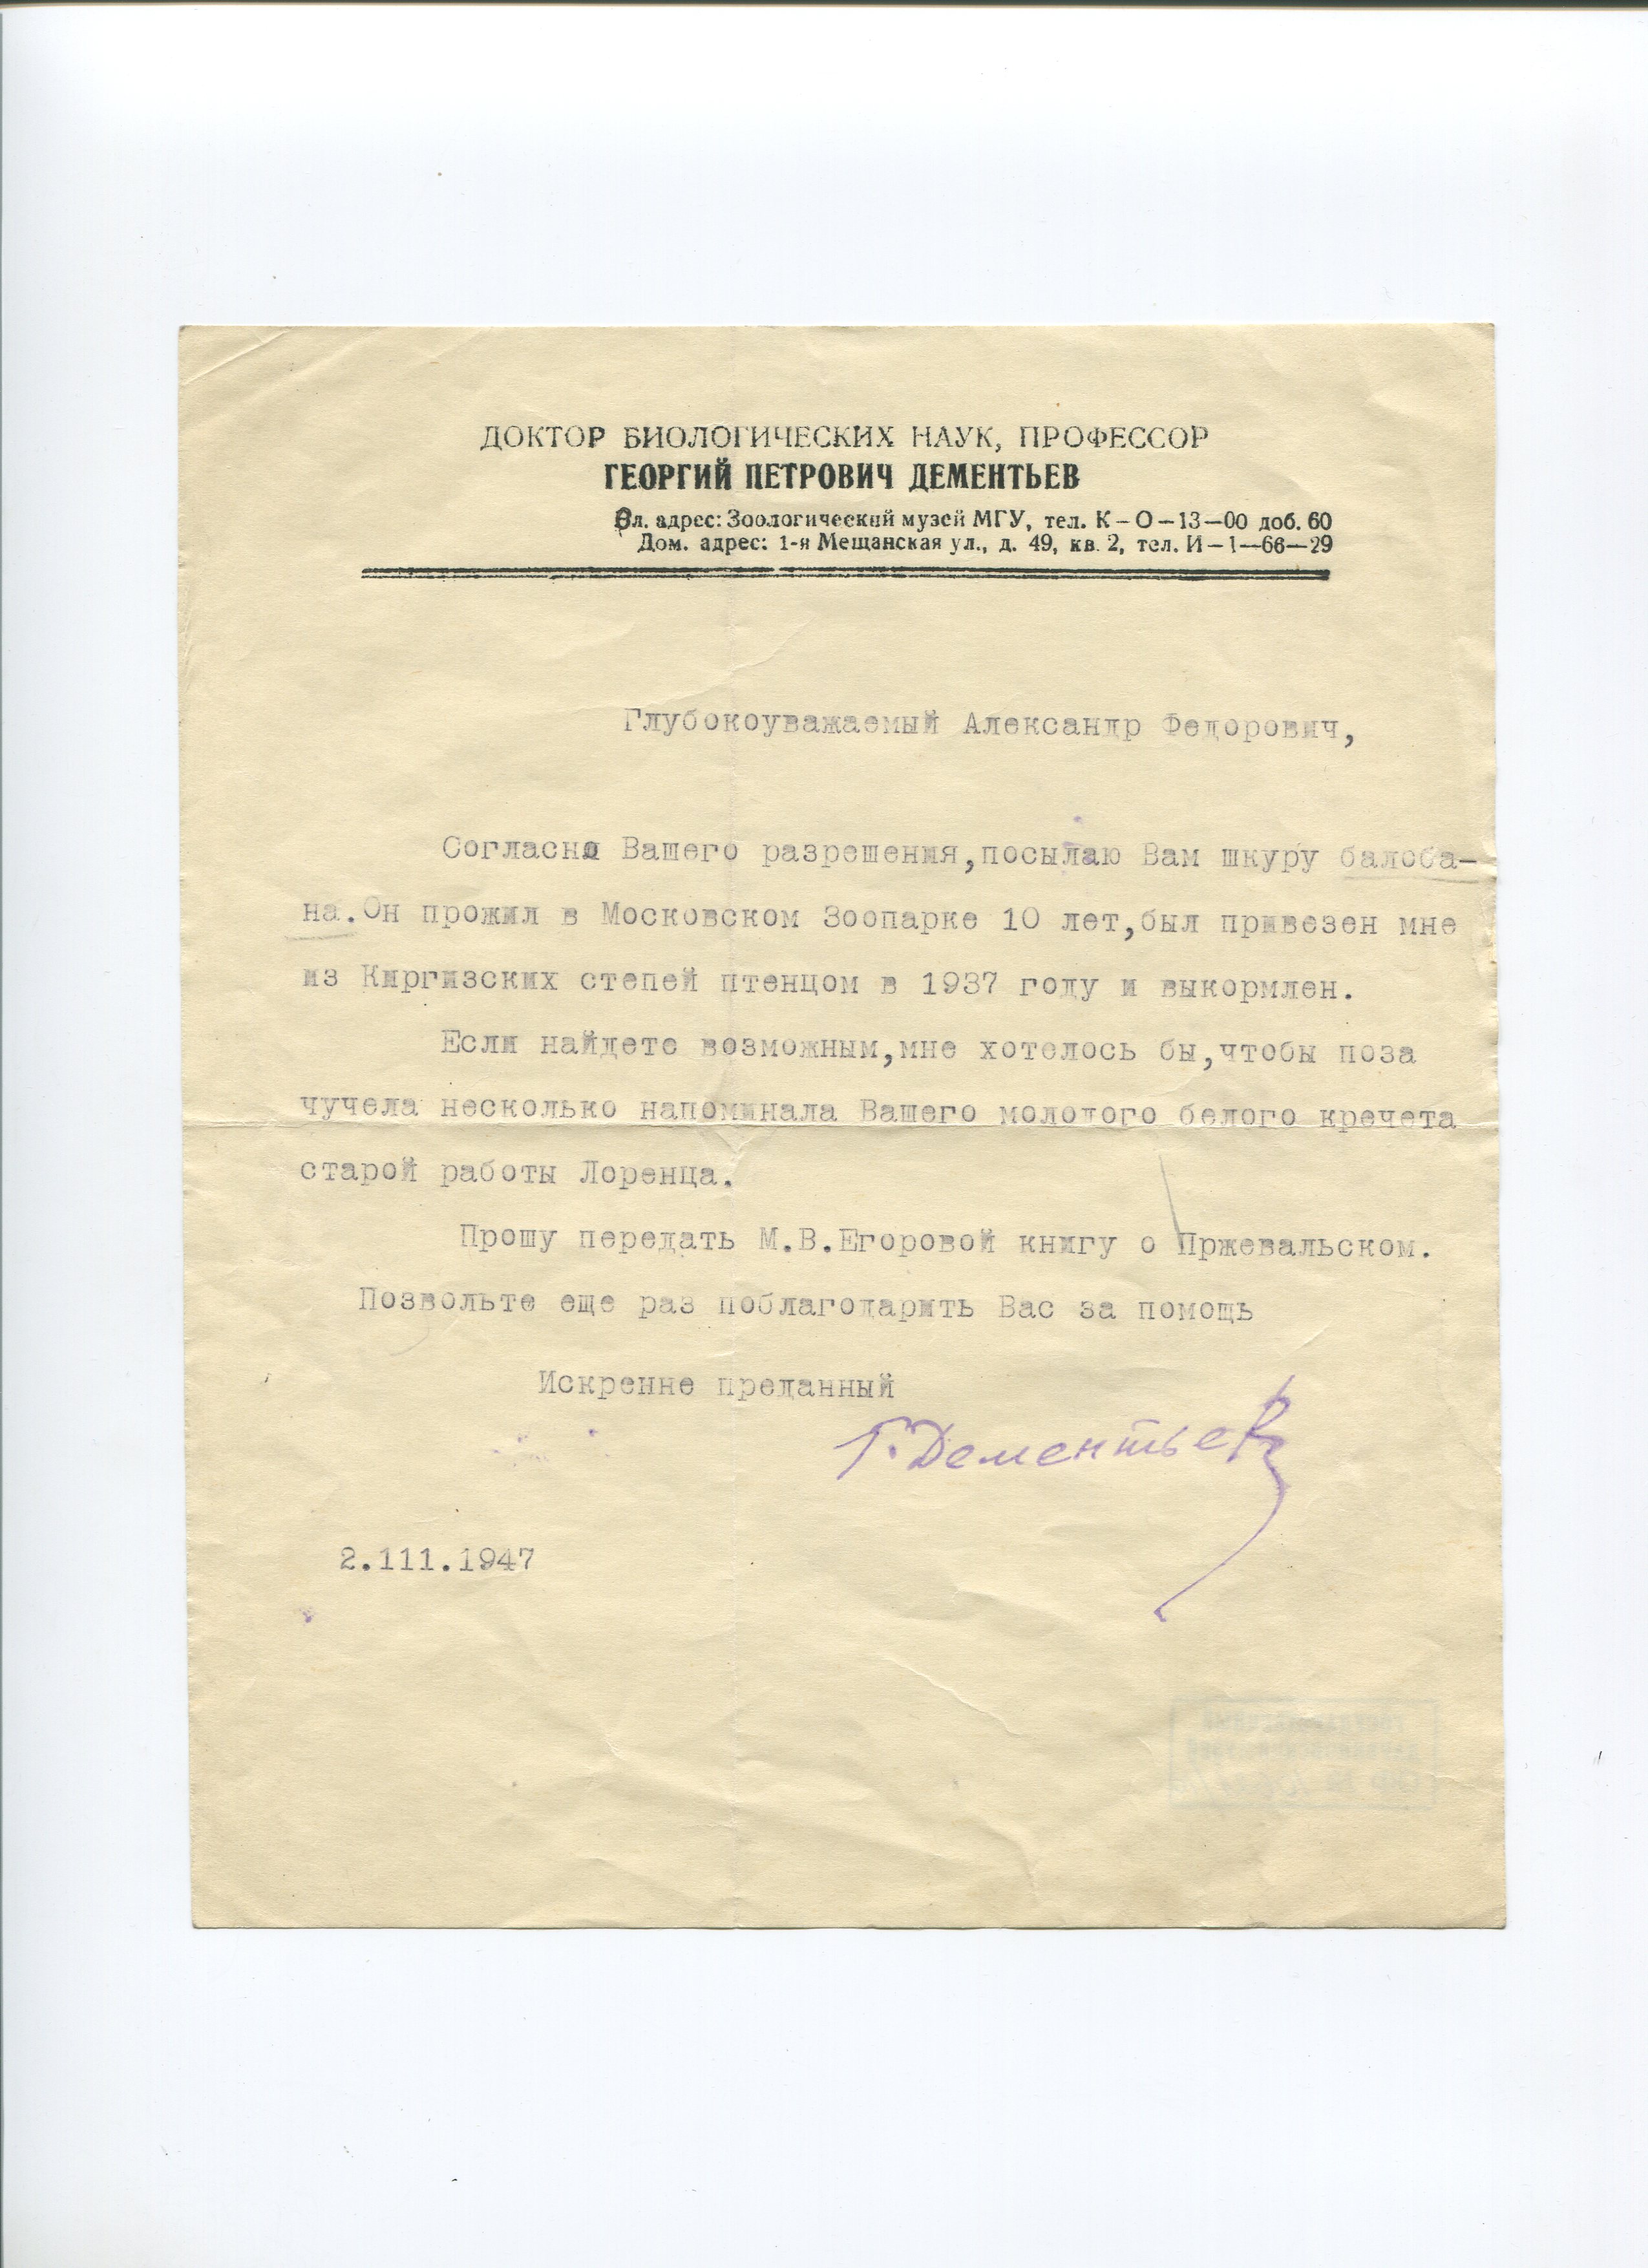 ДОКТОР БИОЛОГИЧЕСКИХ НАУК, ПРОФЕССОР
ГЕОРГИЙ ПЕТРОВИЧ ДЕМЕНТЬЕВ
Сл. адрес: Зоологический музей МГУ, тел. К-О-13-00 доб. 60
Дом. адрес: 1-я Мещанская ул., д. 49, кв. 2, тел. И-1-66-29
Глубокоуважаемый Александр Федорович,
Согласно Вашего разрешения,посылаю Вам шкуру балоба-
на.Он прожил в Московском Зоопарке 10 лет,был привезен мне
из Киргизских степей птенцом в 1937 году и выкормлен.
Если найдете возможным,мне хотелось бы,чтобы поза
чучела несколько напоминала Вашего молодого белого кречета
старой работы Лоренца.
Прошу передать М.В.Егоровой книгу о Пржевальском.
Позвольте еще раз поблагодарить Вас за помощь
Искренне преданный
Г. Дементьев
2.111.1947